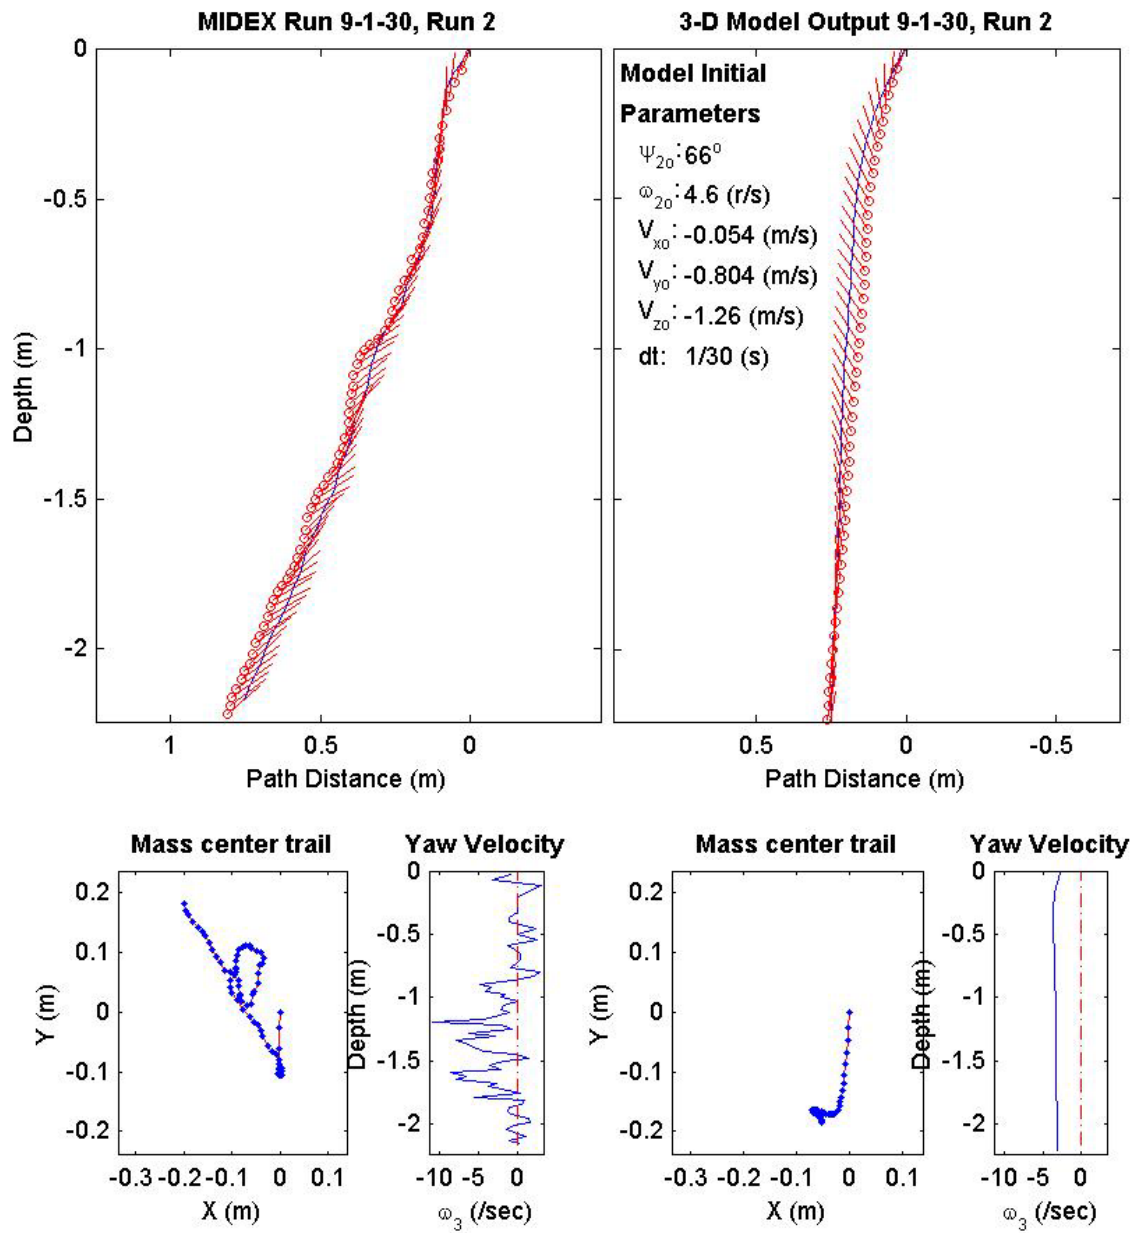 MIDEX Run 9-1-30, Run 2
0
-0.5
-1
-1.5
-2
Depth (m)
1
0.5
0
Path Distance (m)
3-D Model Output 9-1-30, Run 2
Model Initial
Parameters
Ψ2o: 66o
ω2o: 4.6 (r/s)
Vxo: -0.054 (m/s)
Vyo: -0.804 (m/s)
Vzo: -1.26 (m/s)
dt: 1/30 (s)
0.5
0
-0.5
Path Distance (m)
Mass center trail
0.2
0.1
0
-0.1
-0.2
Y (m)
-0.3 -0.2 -0.1 0 0.1
X (m)
Yaw Velocity
0
-0.5
-1
-1.5
-2
Depth (m)
-10 -5 0
ω3 (/sec)
Mass center trail
0.2
0.1
0
-0.1
-0.2
Y (m)
-0.3 -0.2 -0.1 0 0.1
X (m)
Yaw Velocity
0
-0.5
-1
-1.5
-2
Depth (m)
-10 -5 0
ω3 (/sec)